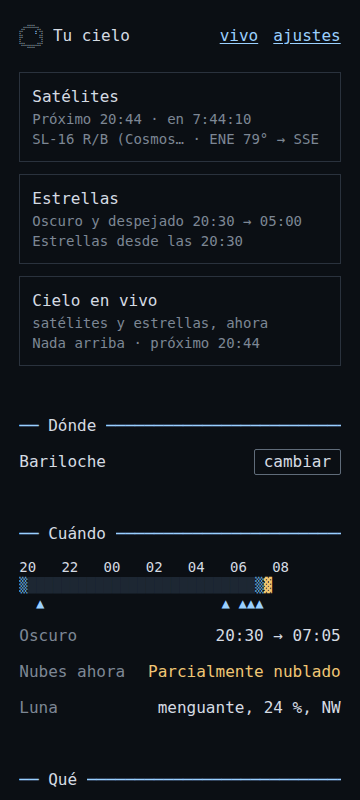 Tu cielo vivo ajustes
Satélites
Próximo 20:44 · en 7:44:10
SL-16 R/B (Cosmos… · ENE 79° → SSE
Estrellas
Oscuro y despejado 20:30 → 05:00
Estrellas desde las 20:30
Cielo en vivo
satélites y estrellas, ahora
Nada arriba · próximo 20:44
Dónde
Bariloche cambiar
Cuándo
20 22 00 02 04 06 08
Oscuro 20:30 → 07:05
Nubes ahora Parcialmente nublado
Luna menguante, 24 %, NW
Qué